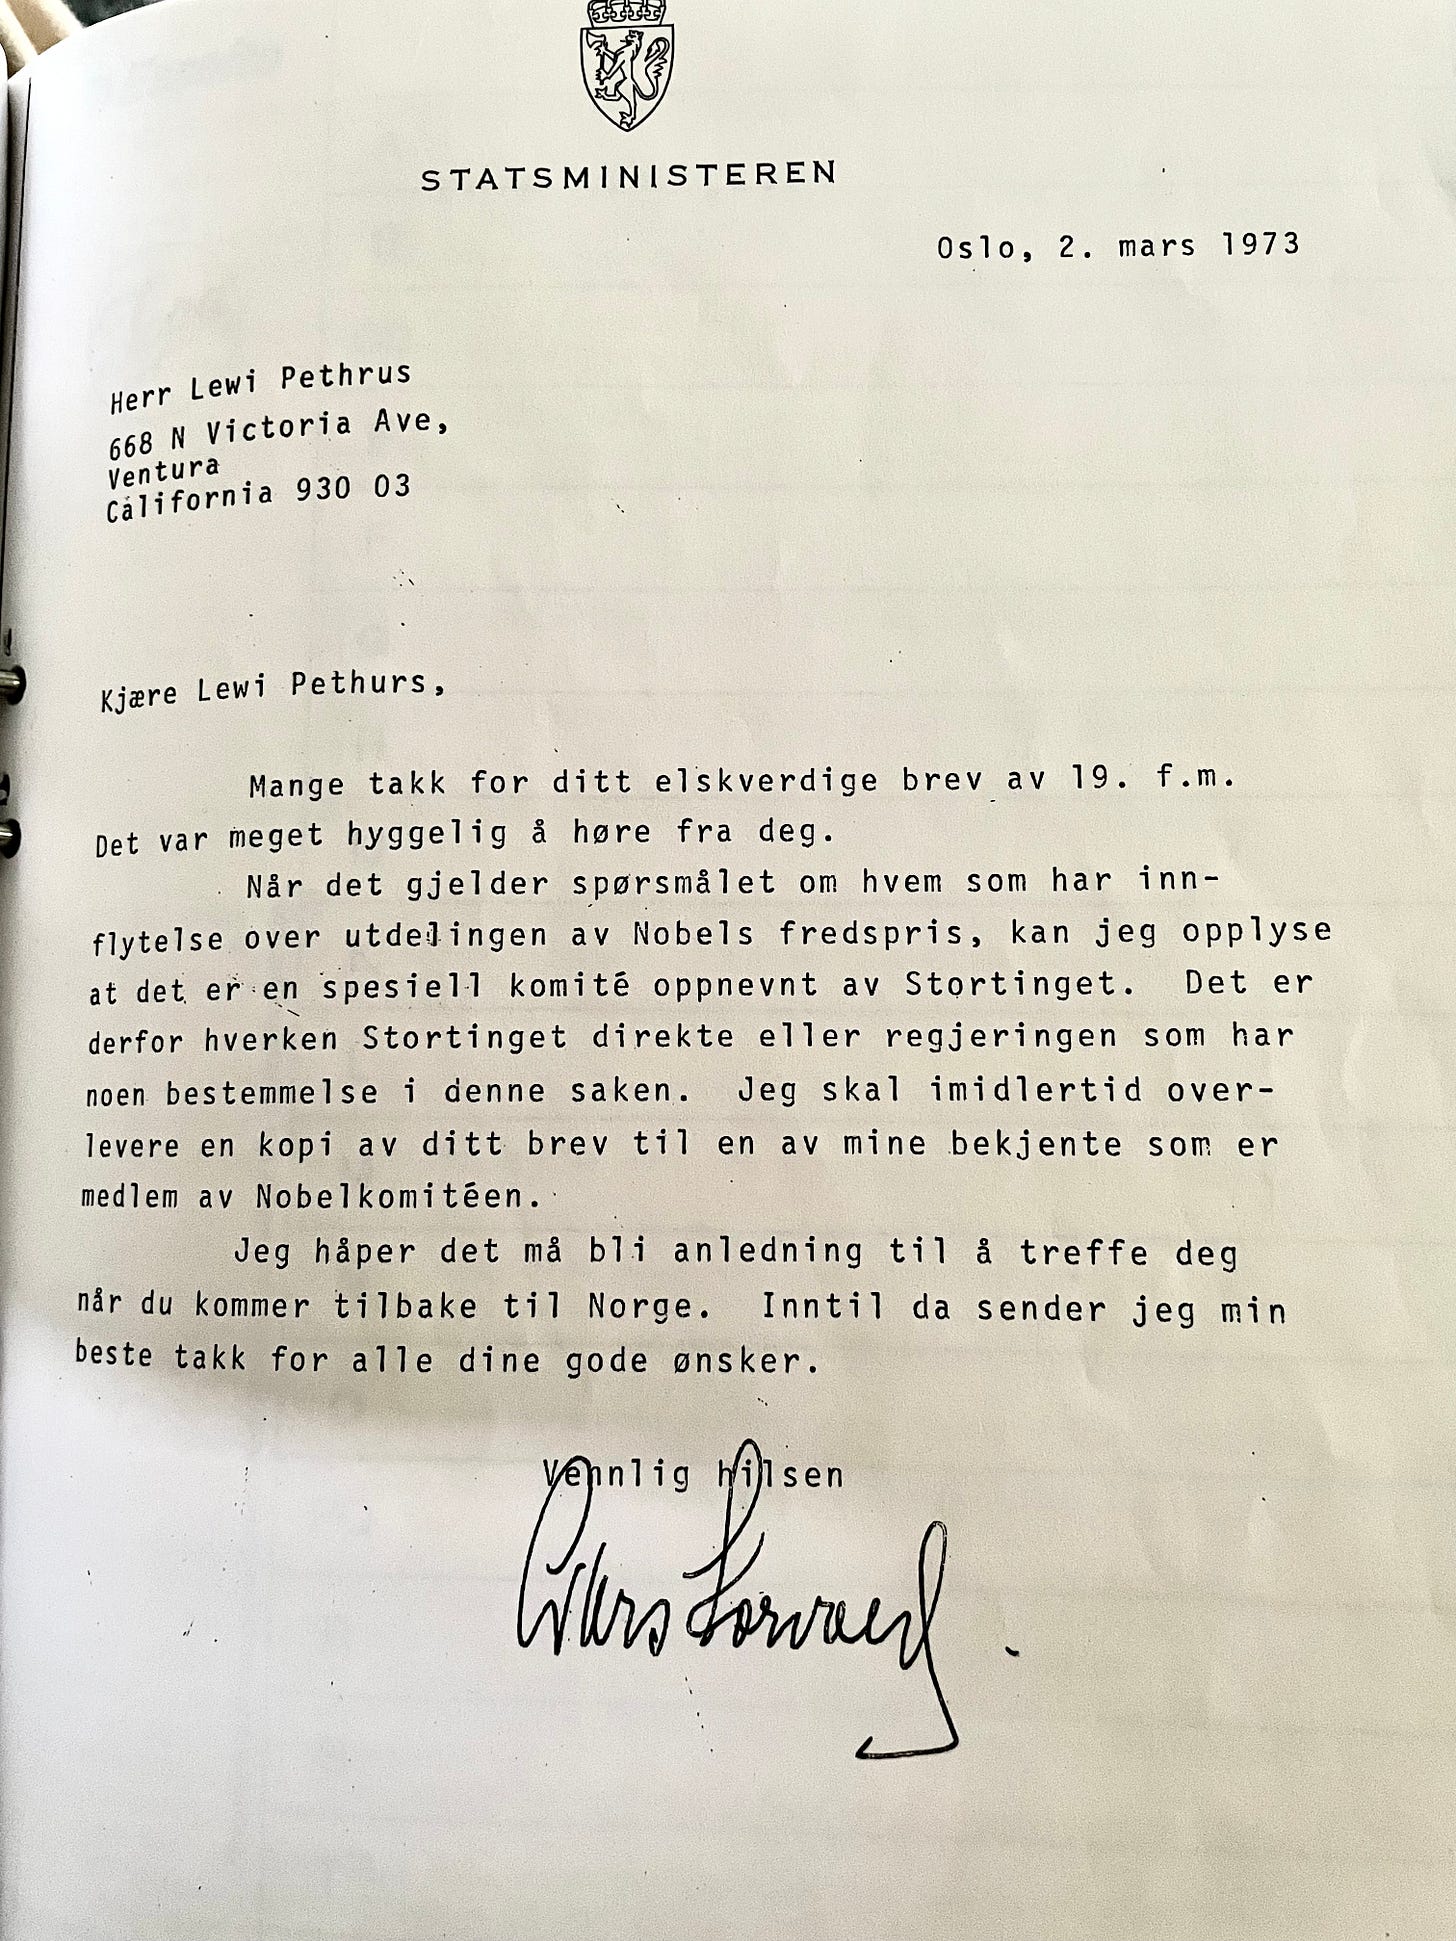 STATSMINISTEREN
Oslo, 2. mars 1973
Herr Lewi Pethrus
668 N Victoria Ave,
Ventura
California 930 03
Kjære Lewi Pethurs,
Mange takk for ditt elskverdige brev av 19. f.m.
Det var meget hyggelig å høre fra deg.
Når det gjelder spørsmålet om hvem som har inn-
flytelse over utdelingen av Nobels fredspris, kan jeg opplyse
at det er en spesiell komité oppnevnt av Stortinget. Det er
derfor hverken Stortinget direkte eller regjeringen som har
noen bestemmelse i denne saken. Jeg skal imidlertid over-
levere en kopi av ditt brev til en av mine bekjente som er
medlem av Nobelkomitéen.
Jeg håper det må bli anledning til å treffe deg
når du kommer tilbake til Norge. Inntil da sender jeg min
beste takk for alle dine gode ønsker.
Vennlig hilsen
Lars Korvald